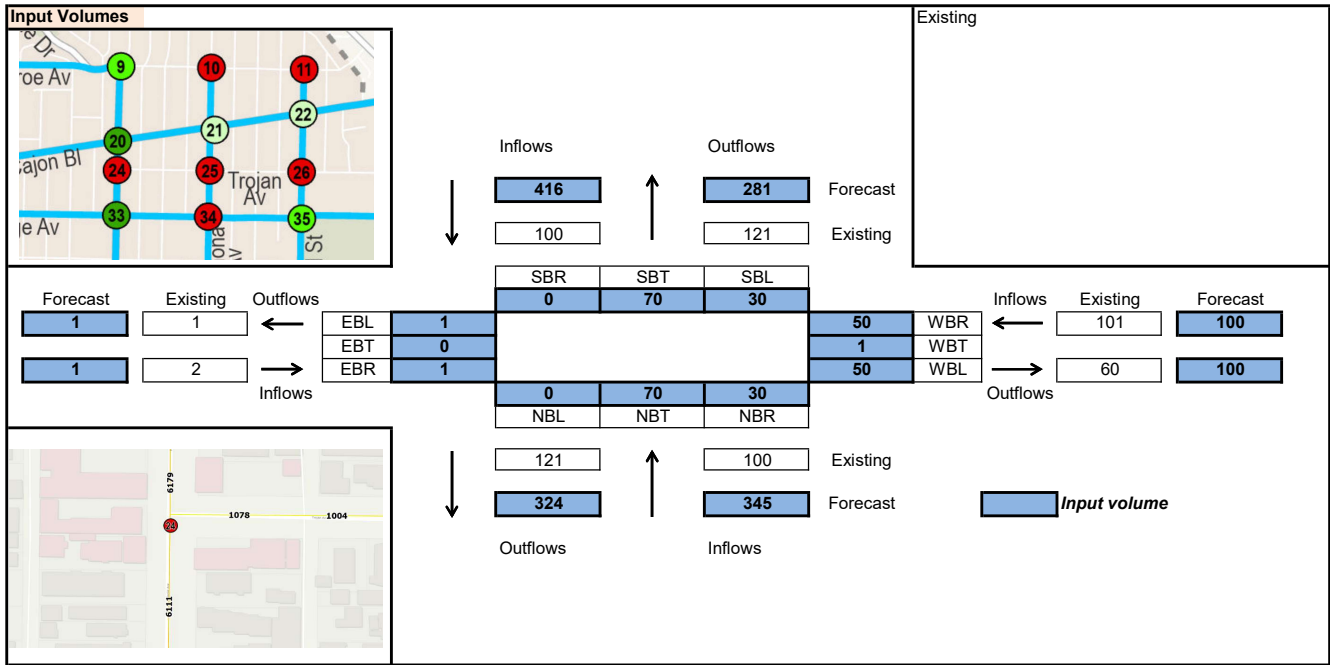 Input Volumes
Existing
Dr
roe Av
9
10
11
22
21
20
ajon Bl
24
25
26
Trojan
Av
33
34
35
ge Av
ona
Av
St
Inflows
Outflows
416
281
Forecast
100
121
Existing
SBR
SBT
SBL
0
70
30
Forecast
Existing
Outflows
Inflows
Existing
Forecast
1
1
EBL
1
50
WBR
101
100
EBT
0
1
WBT
1
2
EBR
1
50
WBL
60
100
Inflows
Outflows
0
70
30
NBL
NBT
NBR
121
100
Existing
324
345
Forecast
Input volume
Outflows
Inflows
6179
24
1078
1004
6111